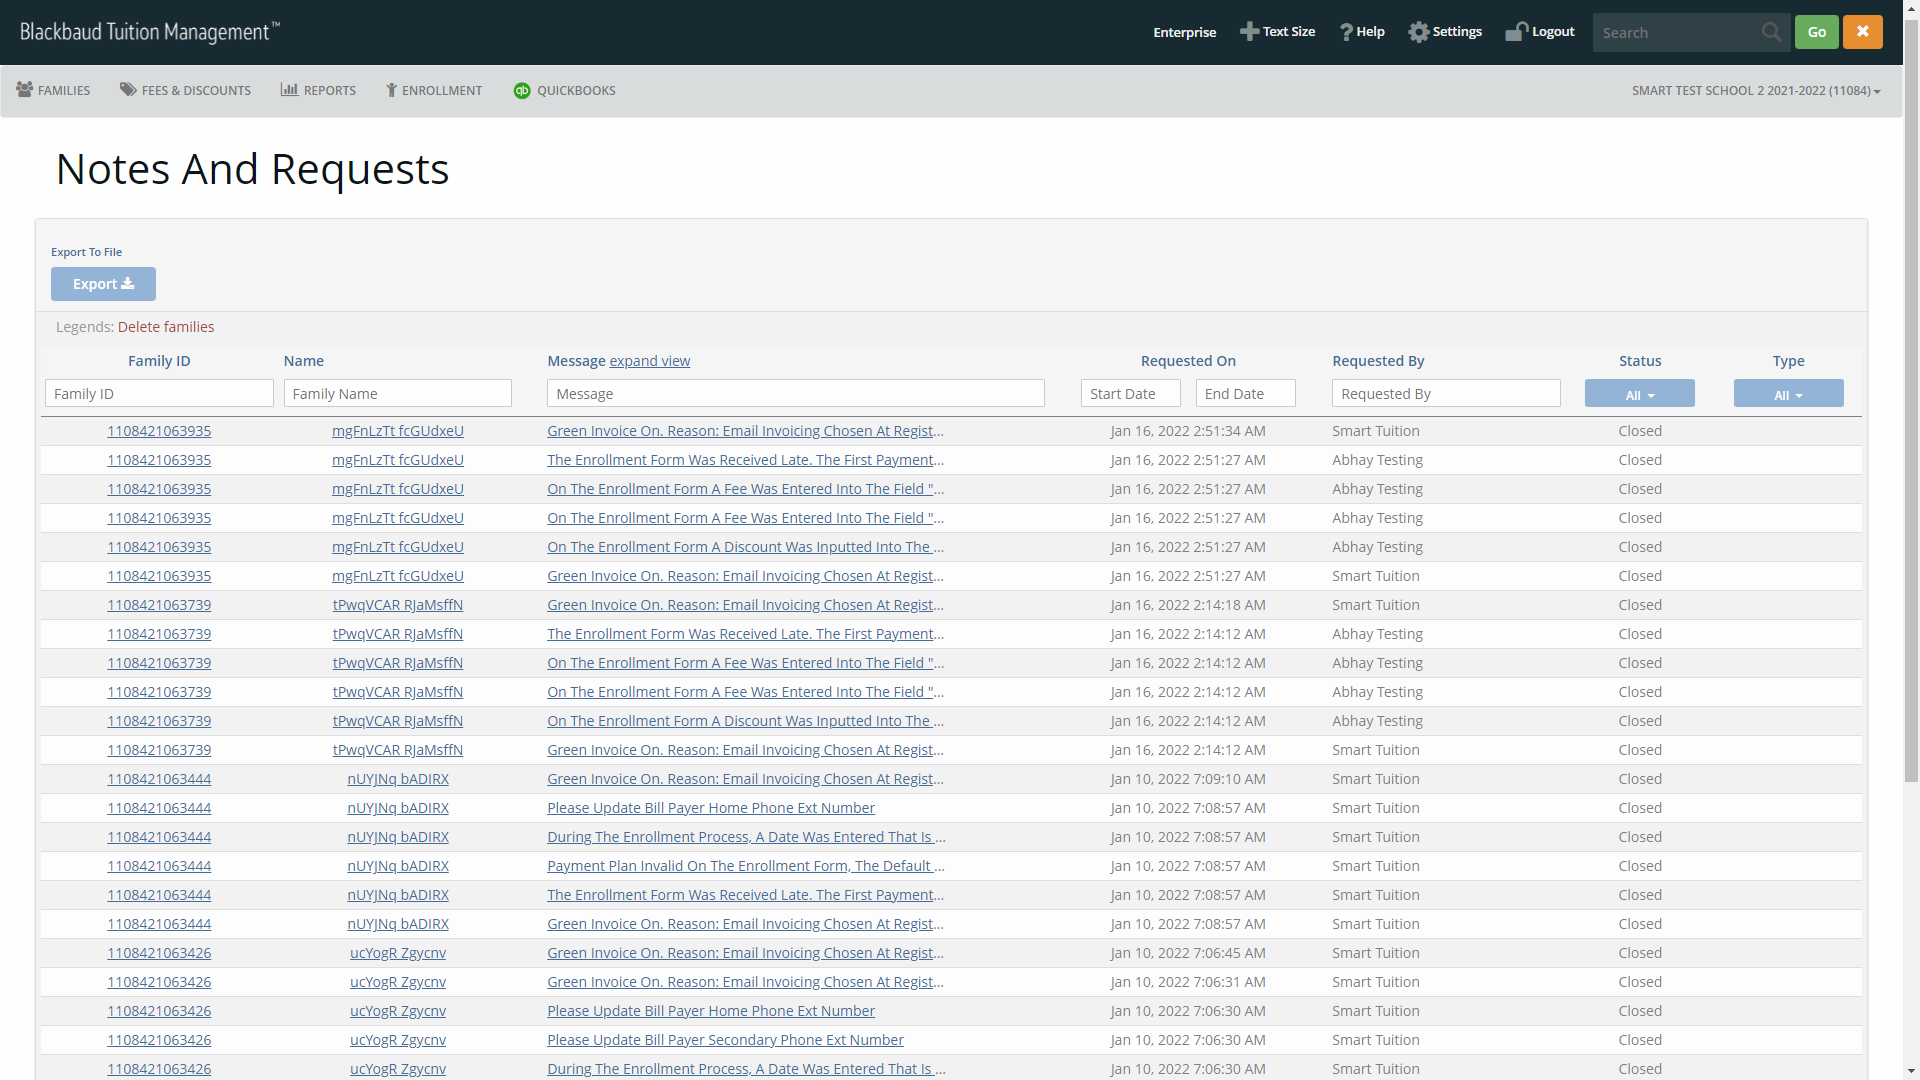 Blackbaud Tuition Management™ Enterprise Text Size Help Settings Logout Search Go
FAMILIES FEES & DISCOUNTS REPORTS ENROLLMENT qb QUICKBOOKS SMART TEST SCHOOL 2 2021-2022 (11084)
Notes And Requests
Export To File
Export
Legends: Delete families
Family ID Name Message expand view Requested On Requested By Status Type
Family ID Family Name Message Start Date End Date Requested By All All
1108421063935 mgFnLzTt fcGUdxeU Green Invoice On. Reason: Email Invoicing Chosen At Regist... Jan 16, 2022 2:51:34 AM Smart Tuition Closed
1108421063935 mgFnLzTt fcGUdxeU The Enrollment Form Was Received Late. The First Payment... Jan 16, 2022 2:51:27 AM Abhay Testing Closed
1108421063935 mgFnLzTt fcGUdxeU On The Enrollment Form A Fee Was Entered Into The Field "... Jan 16, 2022 2:51:27 AM Abhay Testing Closed
1108421063935 mgFnLzTt fcGUdxeU On The Enrollment Form A Fee Was Entered Into The Field "... Jan 16, 2022 2:51:27 AM Abhay Testing Closed
1108421063935 mgFnLzTt fcGUdxeU On The Enrollment Form A Discount Was Inputted Into The ... Jan 16, 2022 2:51:27 AM Abhay Testing Closed
1108421063935 mgFnLzTt fcGUdxeU Green Invoice On. Reason: Email Invoicing Chosen At Regist... Jan 16, 2022 2:51:27 AM Smart Tuition Closed
1108421063739 tPwqVCAR RJaMsffN Green Invoice On. Reason: Email Invoicing Chosen At Regist... Jan 16, 2022 2:14:18 AM Smart Tuition Closed
1108421063739 tPwqVCAR RJaMsffN The Enrollment Form Was Received Late. The First Payment... Jan 16, 2022 2:14:12 AM Abhay Testing Closed
1108421063739 tPwqVCAR RJaMsffN On The Enrollment Form A Fee Was Entered Into The Field "... Jan 16, 2022 2:14:12 AM Abhay Testing Closed
1108421063739 tPwqVCAR RJaMsffN On The Enrollment Form A Fee Was Entered Into The Field "... Jan 16, 2022 2:14:12 AM Abhay Testing Closed
1108421063739 tPwqVCAR RJaMsffN On The Enrollment Form A Discount Was Inputted Into The ... Jan 16, 2022 2:14:12 AM Abhay Testing Closed
1108421063739 tPwqVCAR RJaMsffN Green Invoice On. Reason: Email Invoicing Chosen At Regist... Jan 16, 2022 2:14:12 AM Smart Tuition Closed
1108421063444 nUYJNq bADIRX Green Invoice On. Reason: Email Invoicing Chosen At Regist... Jan 10, 2022 7:09:10 AM Smart Tuition Closed
1108421063444 nUYJNq bADIRX Please Update Bill Payer Home Phone Ext Number Jan 10, 2022 7:08:57 AM Smart Tuition Closed
1108421063444 nUYJNq bADIRX During The Enrollment Process, A Date Was Entered That Is ... Jan 10, 2022 7:08:57 AM Smart Tuition Closed
1108421063444 nUYJNq bADIRX Payment Plan Invalid On The Enrollment Form, The Default ... Jan 10, 2022 7:08:57 AM Smart Tuition Closed
1108421063444 nUYJNq bADIRX The Enrollment Form Was Received Late. The First Payment... Jan 10, 2022 7:08:57 AM Smart Tuition Closed
1108421063444 nUYJNq bADIRX Green Invoice On. Reason: Email Invoicing Chosen At Regist... Jan 10, 2022 7:08:57 AM Smart Tuition Closed
1108421063426 ucYogR Zgycnv Green Invoice On. Reason: Email Invoicing Chosen At Regist... Jan 10, 2022 7:06:45 AM Smart Tuition Closed
1108421063426 ucYogR Zgycnv Green Invoice On. Reason: Email Invoicing Chosen At Regist... Jan 10, 2022 7:06:31 AM Smart Tuition Closed
1108421063426 ucYogR Zgycnv Please Update Bill Payer Home Phone Ext Number Jan 10, 2022 7:06:30 AM Smart Tuition Closed
1108421063426 ucYogR Zgycnv Please Update Bill Payer Secondary Phone Ext Number Jan 10, 2022 7:06:30 AM Smart Tuition Closed
1108421063426 ucYogR Zgycnv During The Enrollment Process, A Date Was Entered That Is ... Jan 10, 2022 7:06:30 AM Smart Tuition Closed